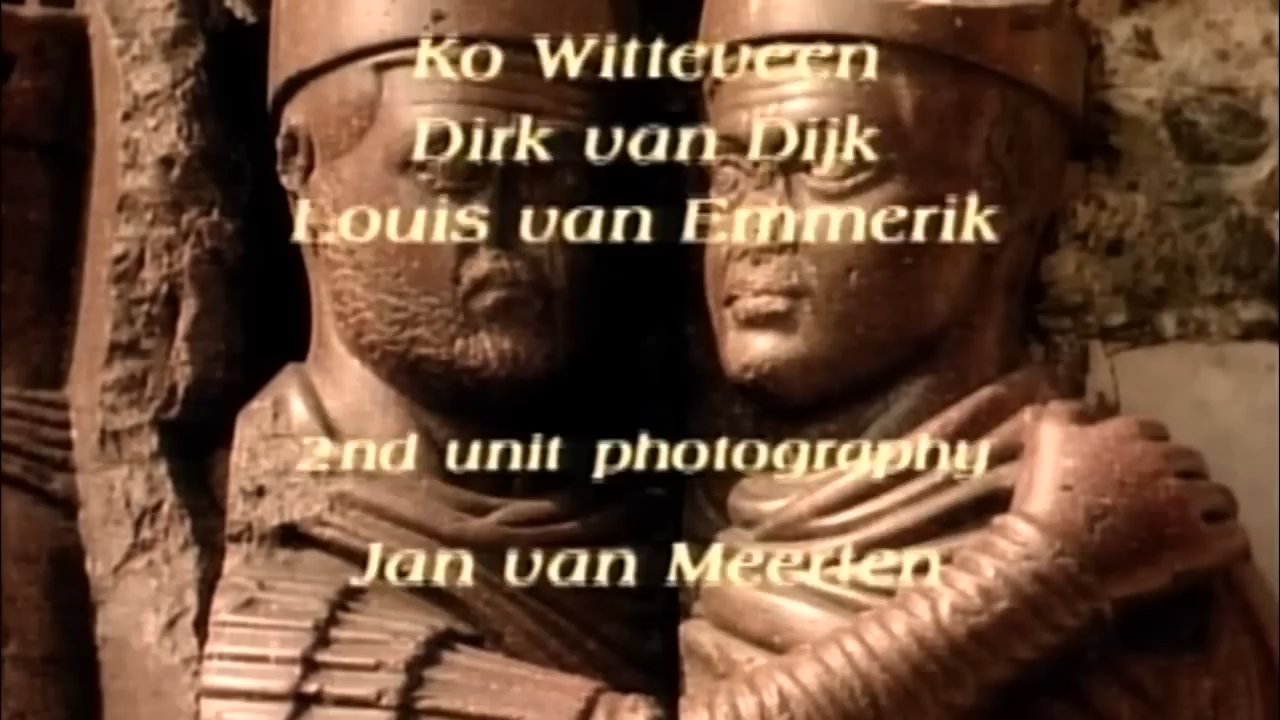 Ko Witteveen
Dirk van Dijk
Louis van Emmerik
2nd unit photography
Jan van Meerten